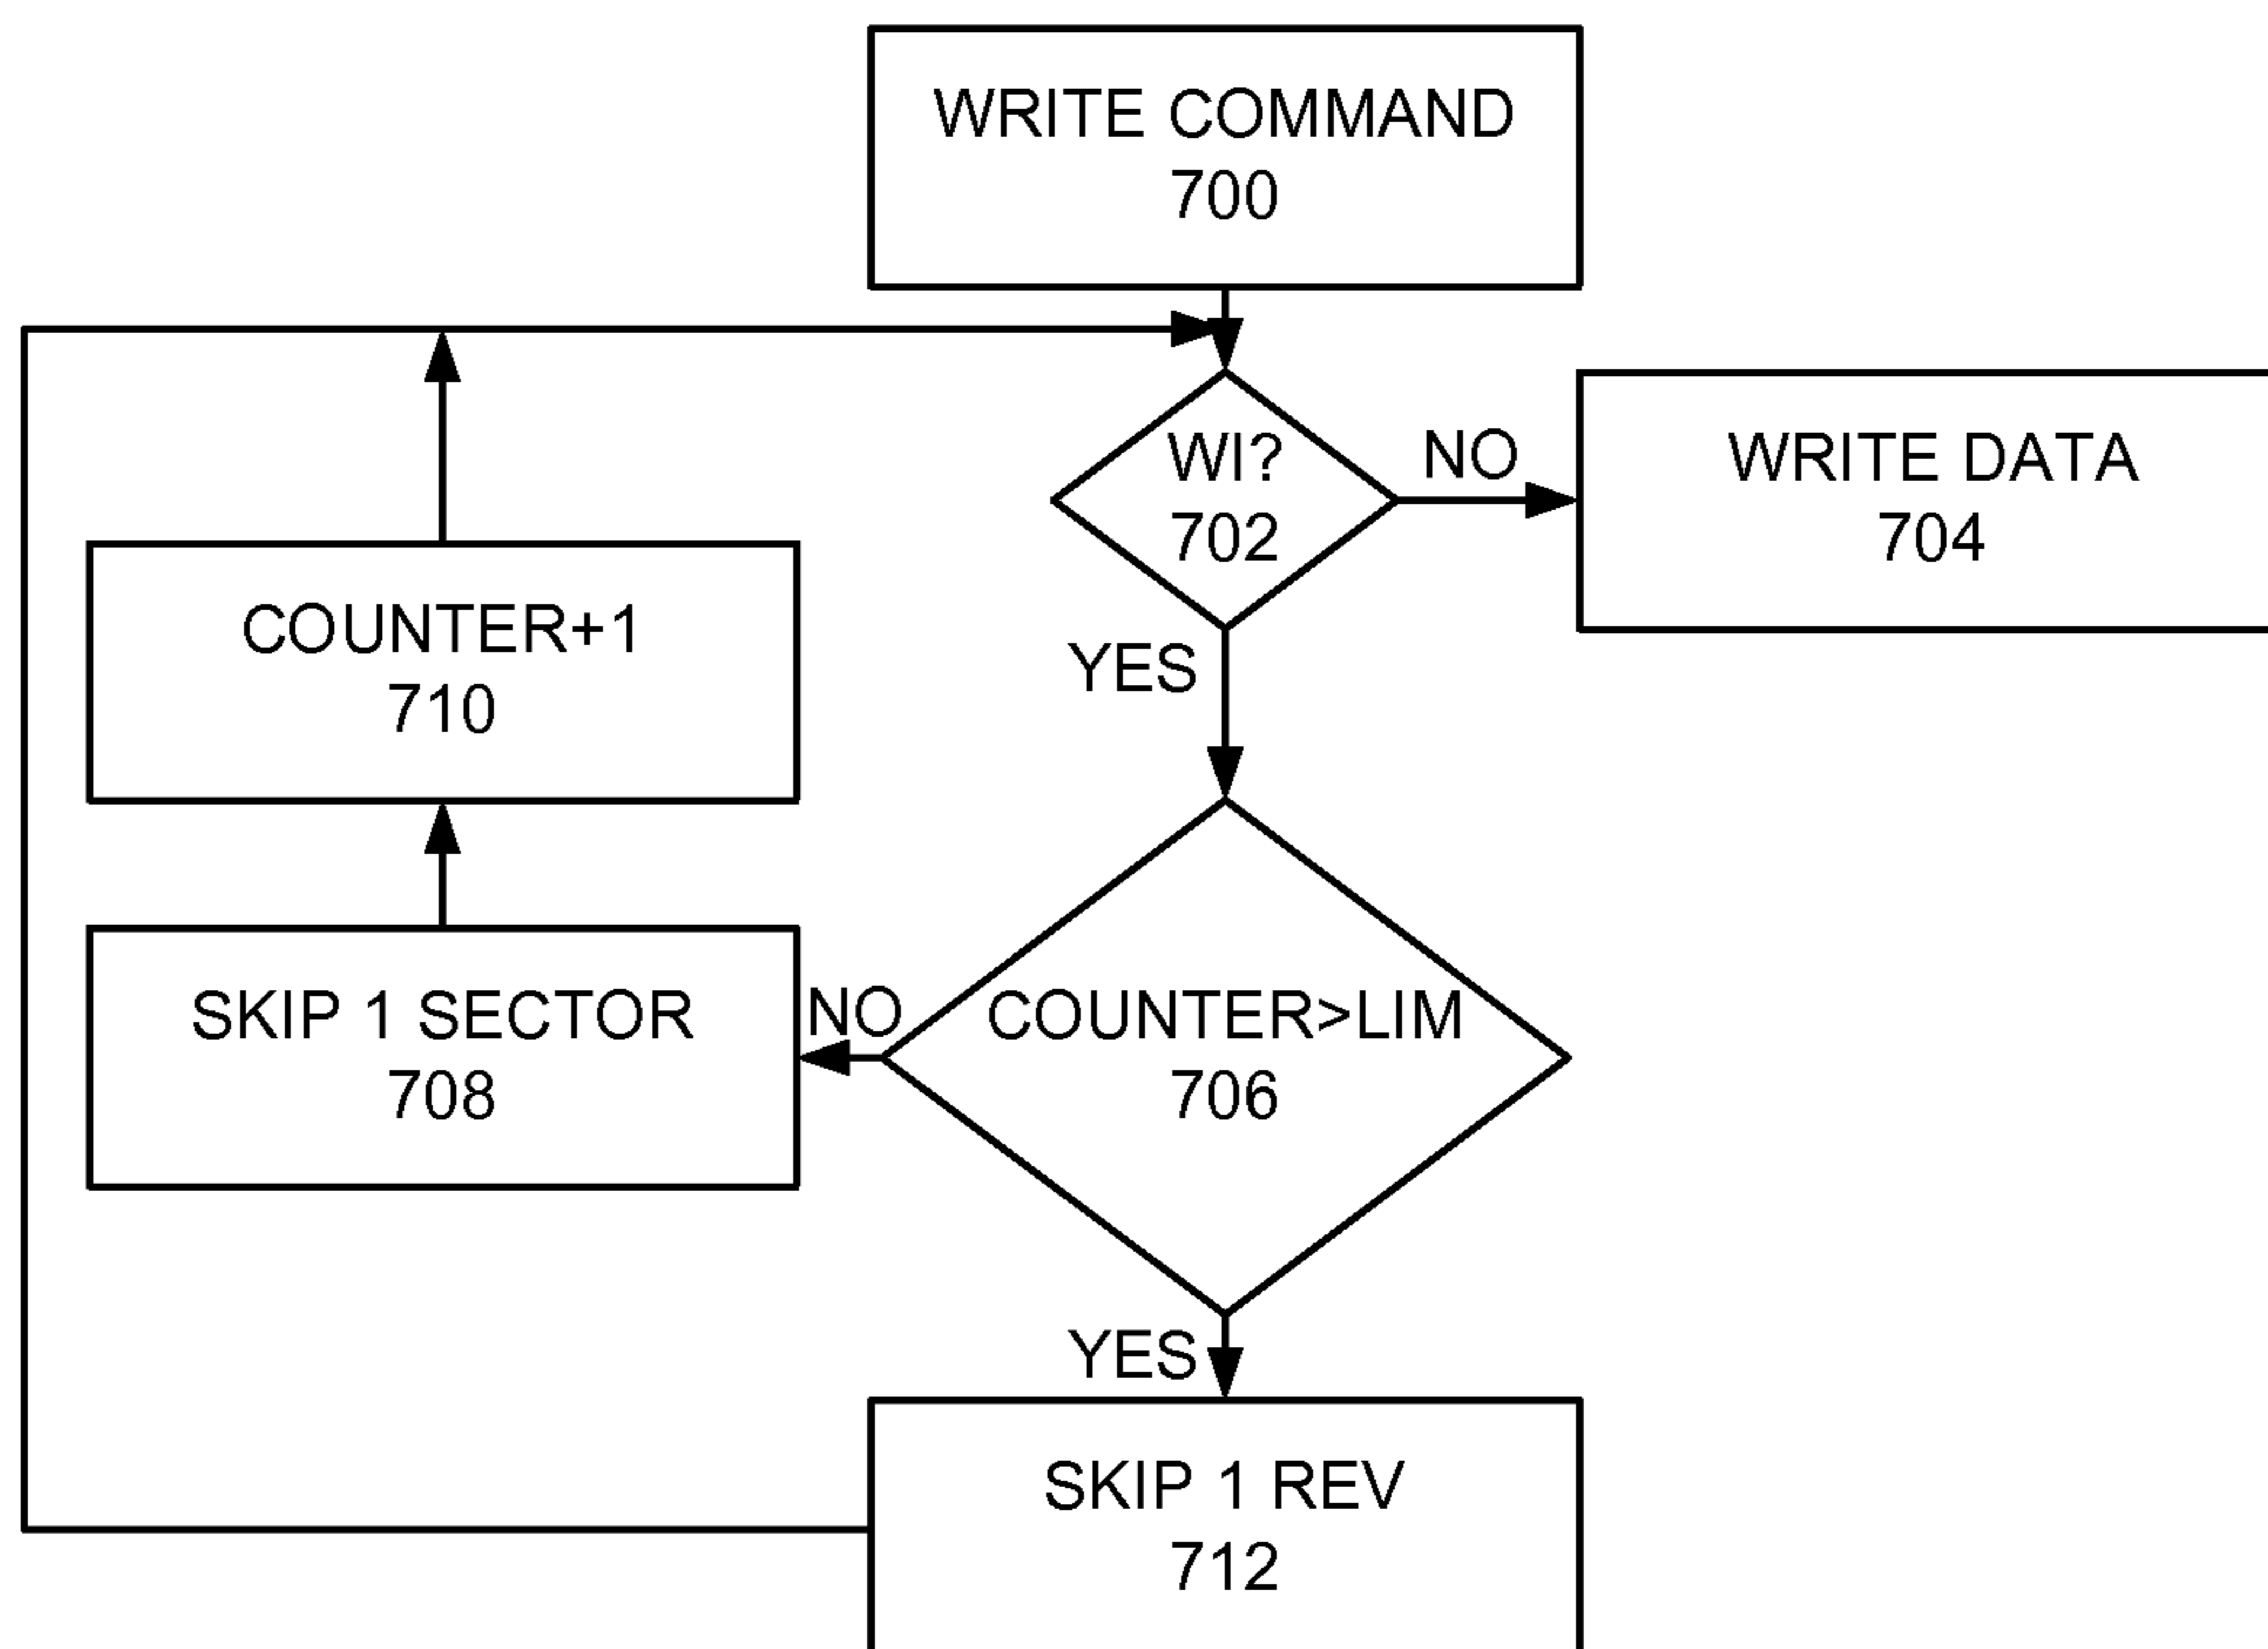 WRITE COMMAND
700
WI?
702
NO
WRITE DATA
704
YES
COUNTER+1
710
COUNTER>LIM
706
NO
SKIP 1 SECTOR
708
YES
SKIP 1 REV
712